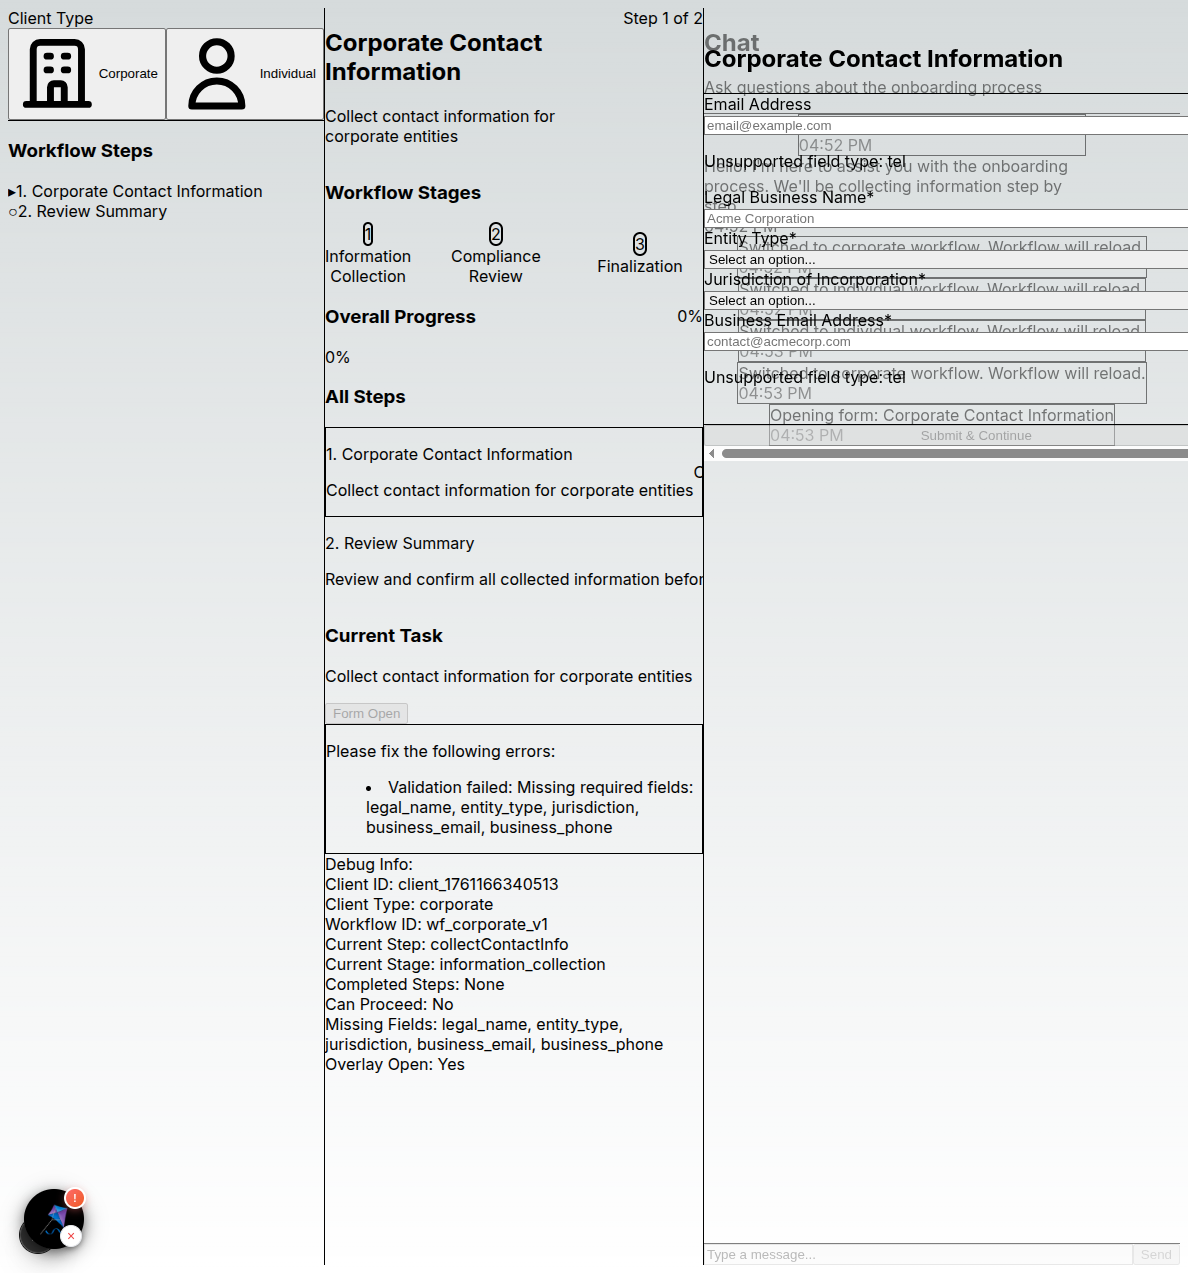 Client Type
Corporate
Individual
Workflow Steps
▸1. Corporate Contact Information
○2. Review Summary
Step 1 of 2
Corporate Contact
Information
Collect contact information for
corporate entities
Workflow Stages
1
Information
Collection
2
Compliance
Review
3
Finalization
Overall Progress
0%
0%
All Steps
1. Corporate Contact Information
C
Collect contact information for corporate entities
2. Review Summary
Review and confirm all collected information befor
Current Task
Collect contact information for corporate entities
Form Open
Please fix the following errors:
• Validation failed: Missing required fields:
legal_name, entity_type, jurisdiction,
business_email, business_phone
Debug Info:
Client ID: client_1761166340513
Client Type: corporate
Workflow ID: wf_corporate_v1
Current Step: collectContactInfo
Current Stage: information_collection
Completed Steps: None
Can Proceed: No
Missing Fields: legal_name, entity_type,
jurisdiction, business_email, business_phone
Overlay Open: Yes
Chat
Corporate Contact Information
Ask questions about the onboarding process
Email Address
email@example.com
04:52 PM
Unsupported field type: tel
Hello! I'm here to assist you with the onboarding
process. We'll be collecting information step by
step.
Legal Business Name*
Acme Corporation
04:52 PM
Entity Type*
Switched to corporate workflow. Workflow will reload.
Select an option...
04:52 PM
Jurisdiction of Incorporation*
Switched to individual workflow. Workflow will reload.
Select an option...
04:52 PM
Business Email Address*
Switched to individual workflow. Workflow will reload.
contact@acmecorp.com
04:53 PM
Unsupported field type: tel
Switched to corporate workflow. Workflow will reload.
04:53 PM
Opening form: Corporate Contact Information
04:53 PM
Submit & Continue
Type a message...
Send